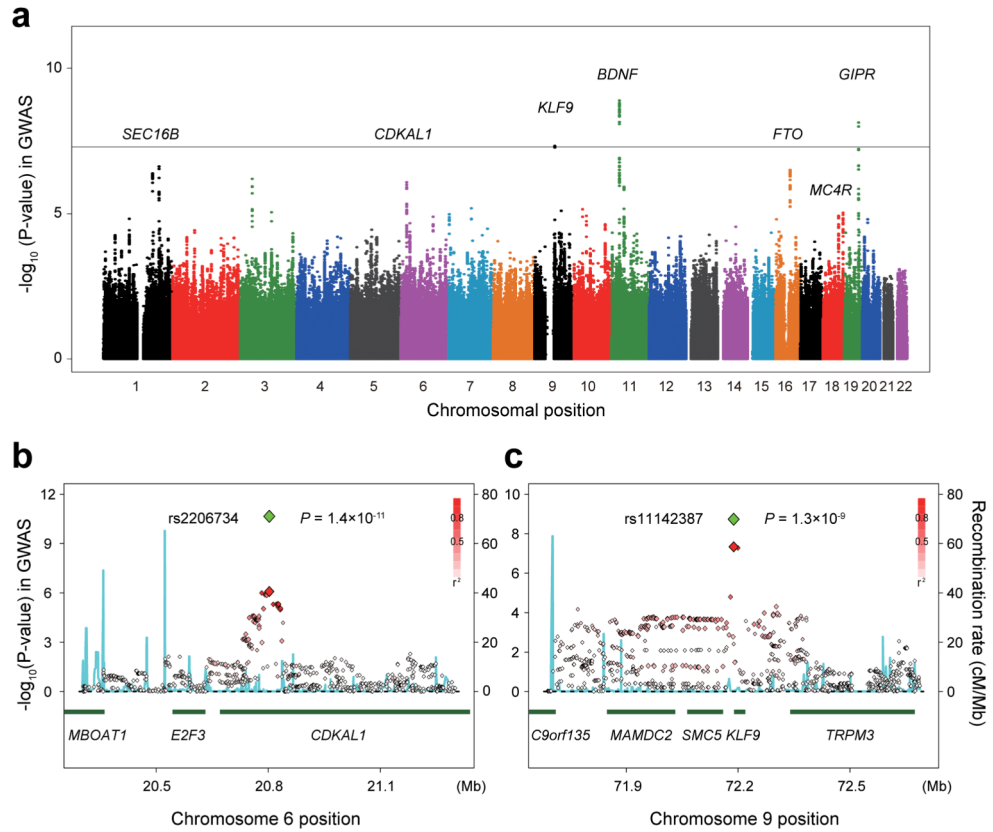 a
10
5
0
-log10 (P-value) in GWAS
SEC16B
CDKAL1
KLF9
BDNF
FTO
MC4R
GIPR
1 2 3 4 5 6 7 8 9 10 11 12 13 14 15 16 17 18 19 20 21 22
Chromosomal position
b
12
9
6
3
0
-log10(P-value) in GWAS
rs2206734
P = 1.4×10-11
0.8
0.5
r2
80
60
40
20
0
MBOAT1
E2F3
CDKAL1
20.5 20.8 21.1 (Mb)
Chromosome 6 position
c
10
8
6
4
2
0
rs11142387
P = 1.3×10-9
0.8
0.5
r2
80
60
40
20
0
Recombination rate (cM/Mb)
C9orf135
MAMDC2
SMC5
KLF9
TRPM3
71.9 72.2 72.5 (Mb)
Chromosome 9 position